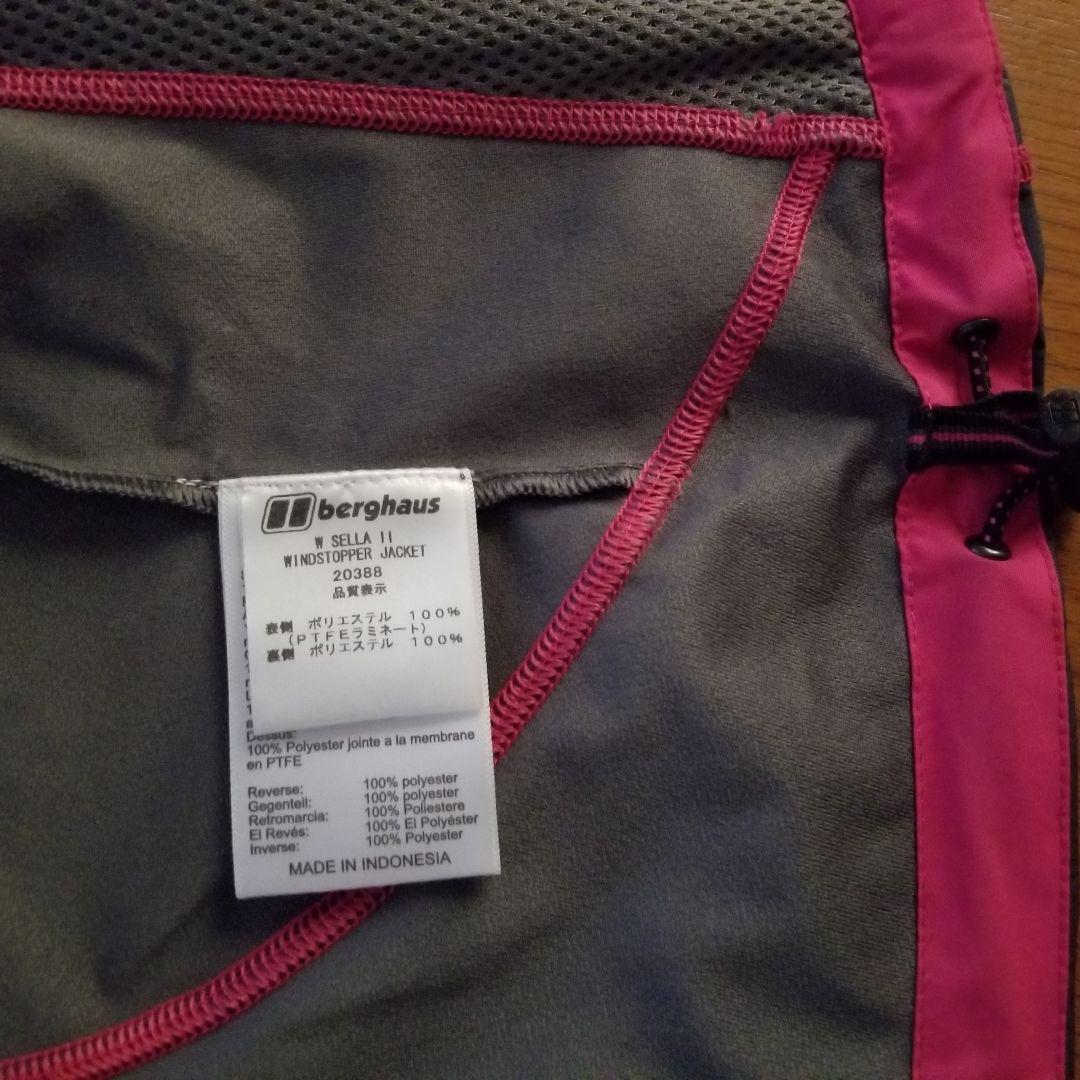 berghaus
W SELLA II
WINDSTOPPER JACKET
20388
品質表示
表側 ポリエステル 100%
(PTFEラミネート)
裏側 ポリエステル 100%
Dessus:
100% Polyester jointe a la membrane
en PTFE
Reverse: 100% polyester
Gegenteil: 100% polyester
Retromarcia: 100% Poliestere
El Revés: 100% El Polyéster
Inverse: 100% Polyester
MADE IN INDONESIA